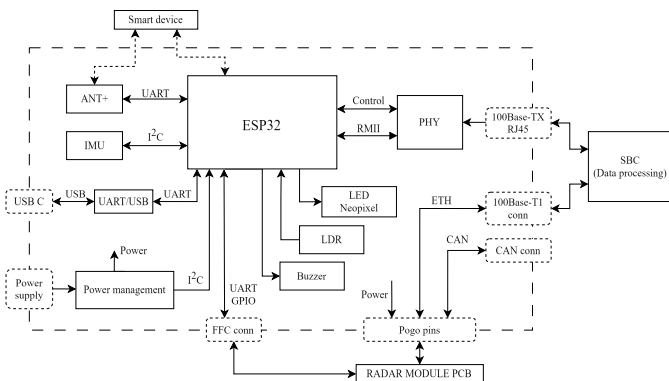 Smart device
ANT+
UART
ESP32
Control
PHY
RMII
100Base-TX
RJ45
IMU
I²C
SBC
(Data processing)
USB C
USB
UART/USB
UART
LED
Neopixel
ETH
100Base-T1
conn
LDR
CAN
CAN conn
Power
Power
supply
Power management
I²C
Buzzer
UART
GPIO
Power
FFC conn
Pogo pins
RADAR MODULE PCB